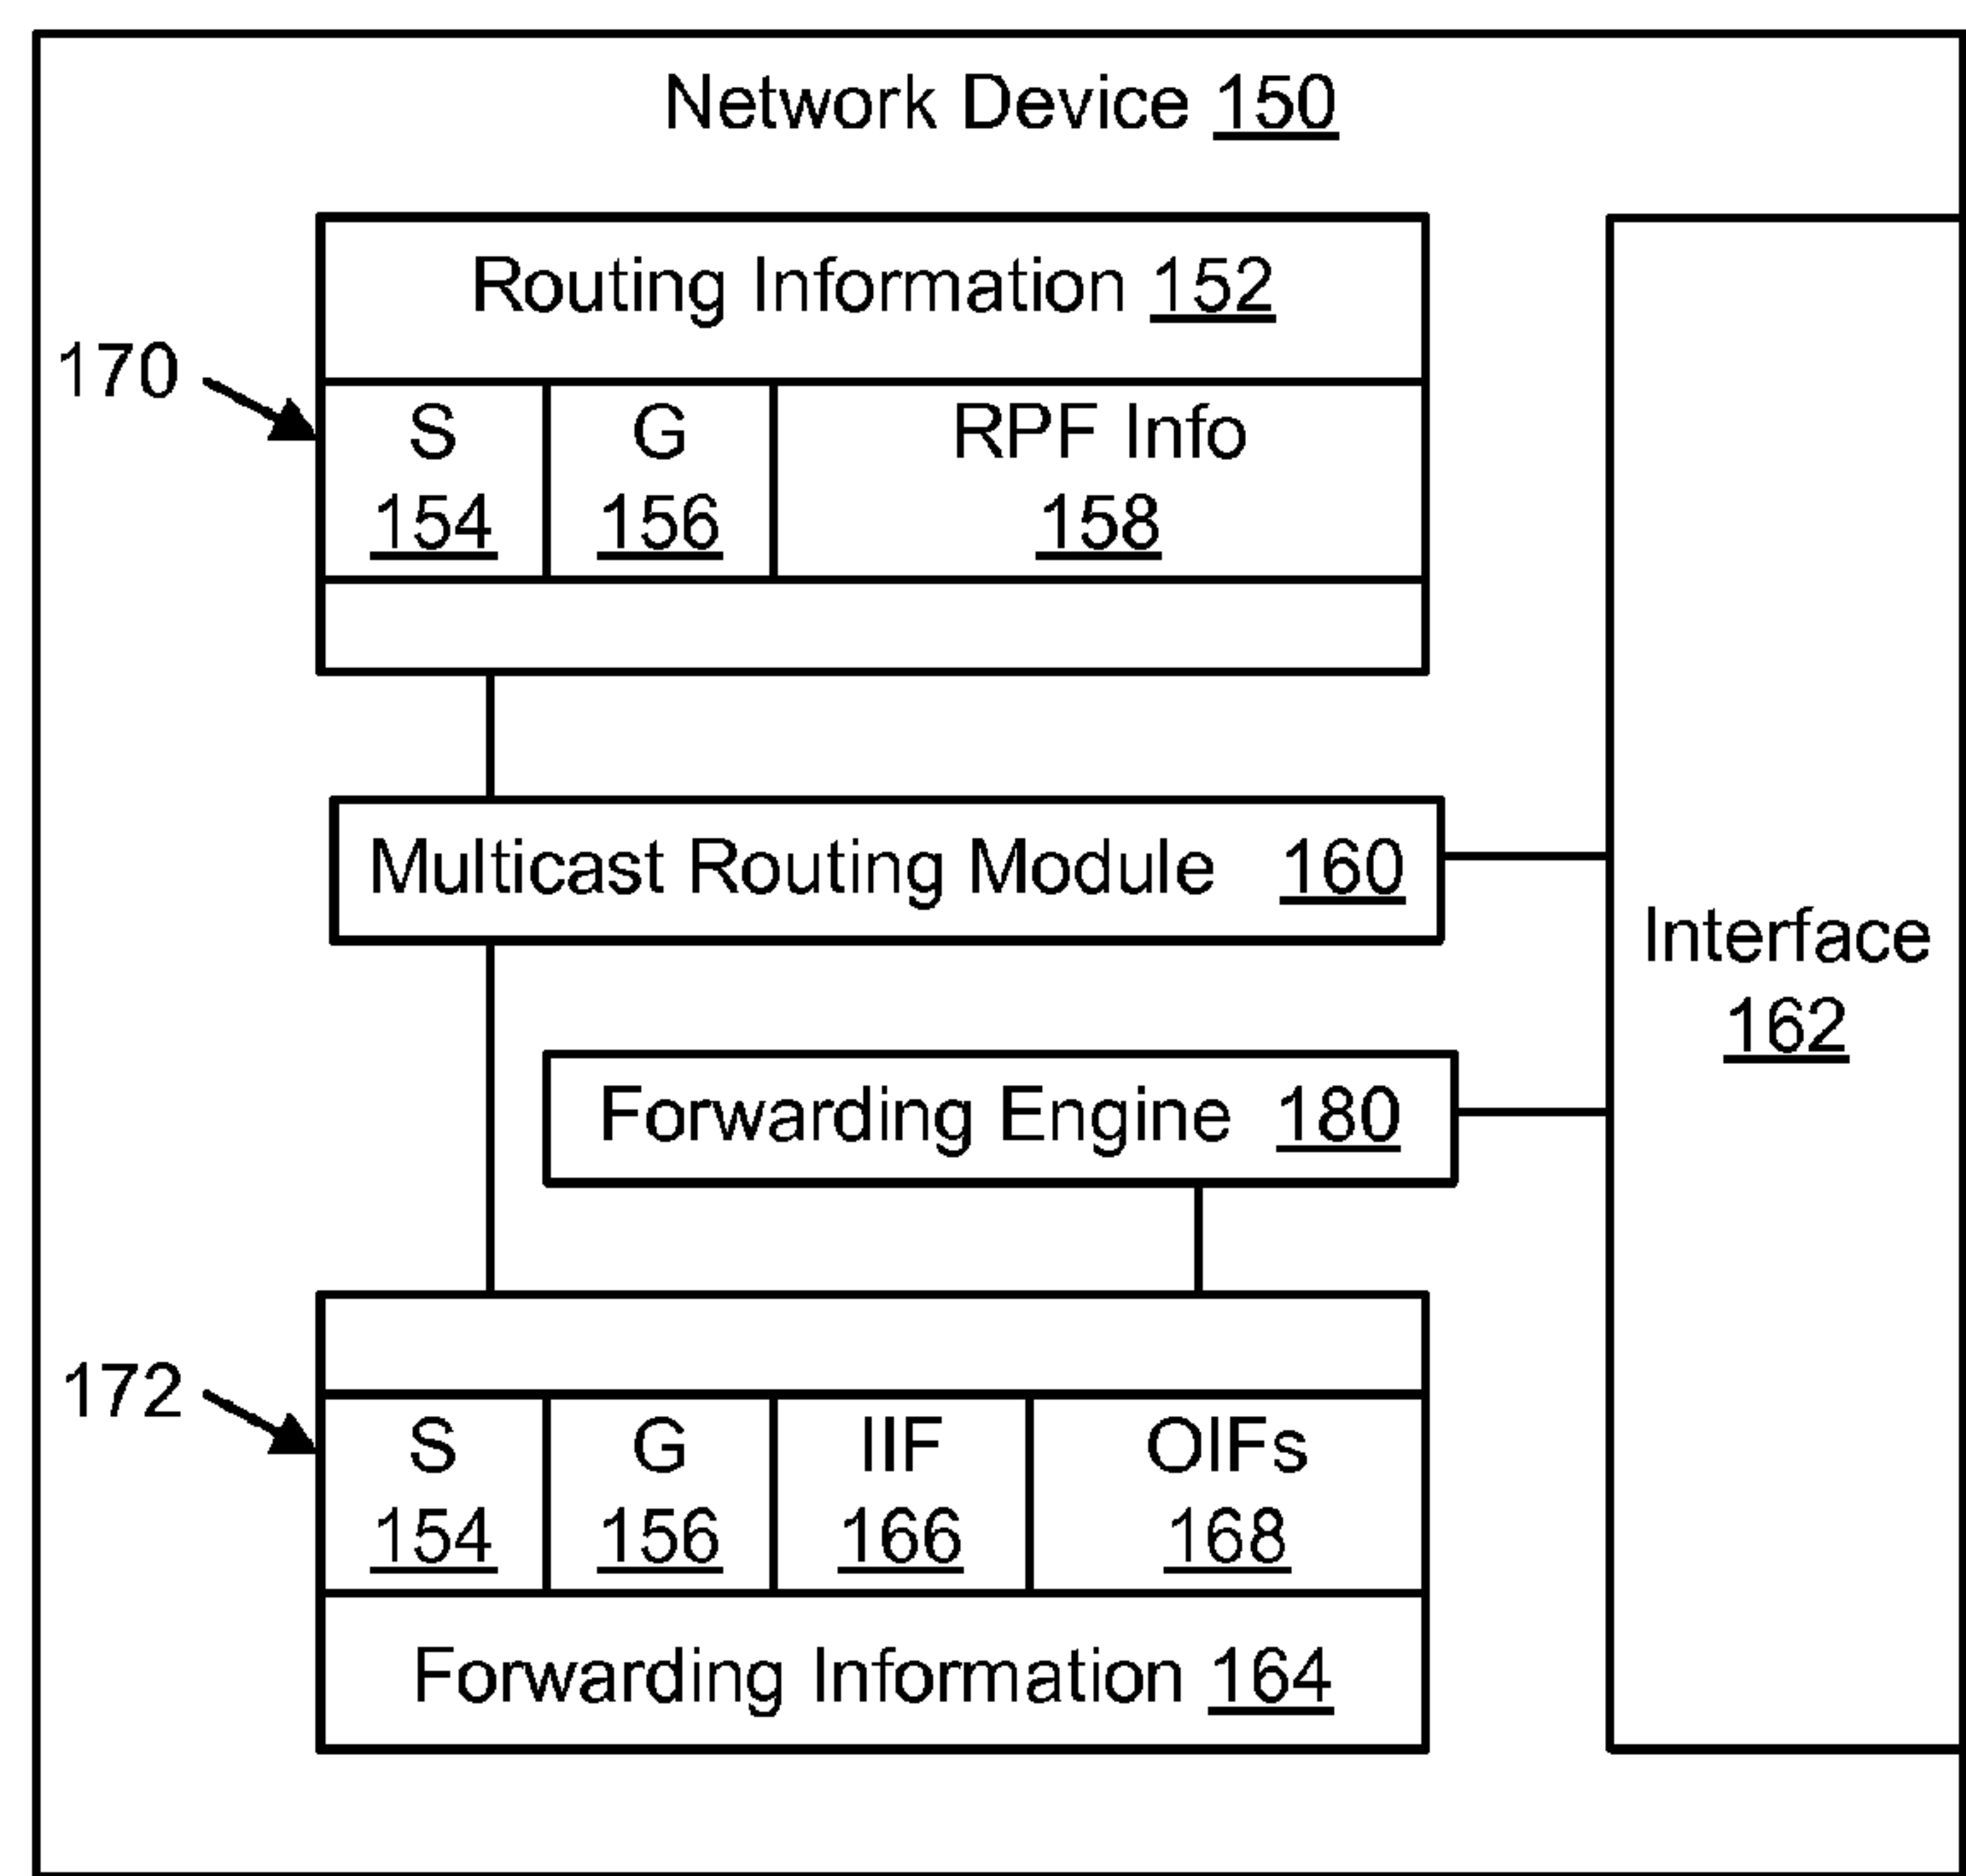 Network Device 150
Routing Information 152
170
S
154
G
156
RPF Info
158
Multicast Routing Module 160
Interface
162
Forwarding Engine 180
172
S
154
G
156
IIF
166
OIFs
168
Forwarding Information 164